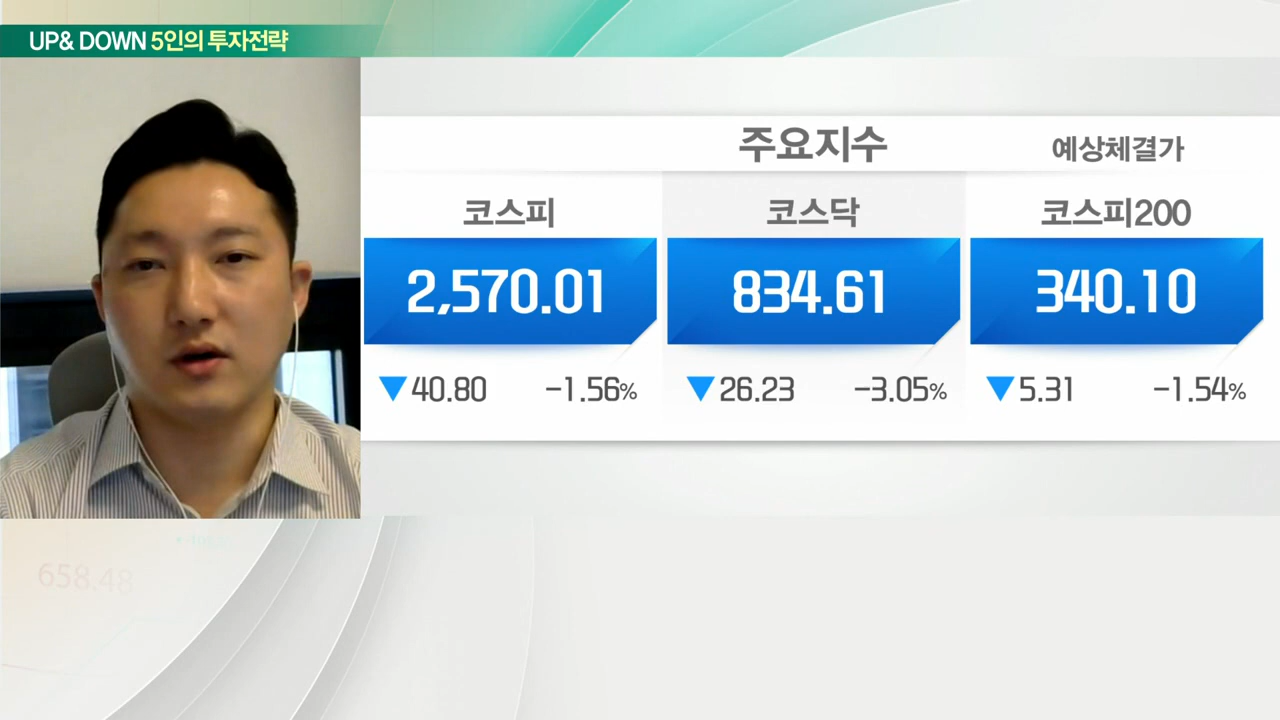 UP& DOWN 5인의 투자전략
주요지수
예상체결가
코스피
코스닥
코스피200
2,570.01
834.61
340.10
▼40.80 -1.56%
▼26.23 -3.05%
▼5.31 -1.54%
658.48